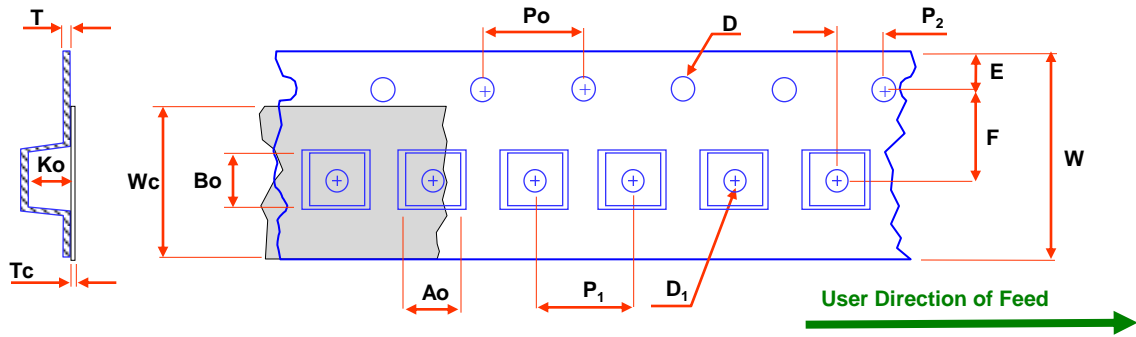 T
Po
D
P₂
E
Ko
Wc
Bo
F
W
Tc
Ao
P₁
D₁
User Direction of Feed